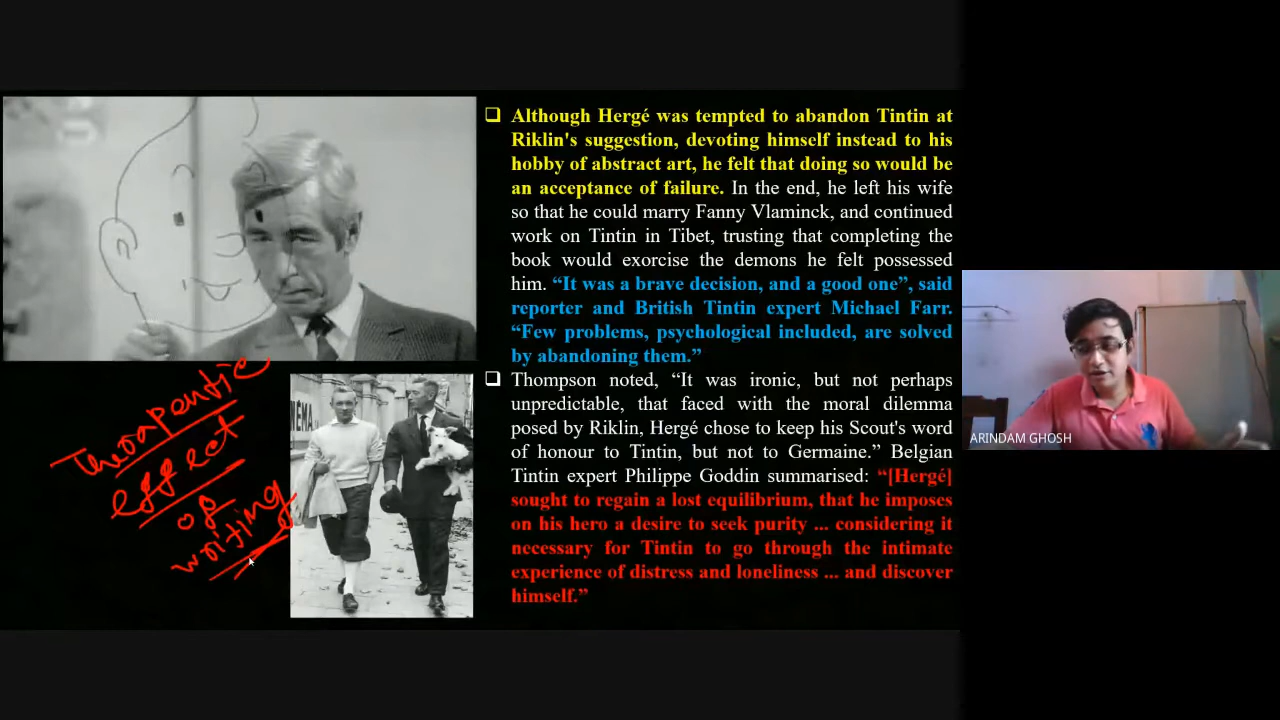 Although Hergé was tempted to abandon Tintin at
Riklin's suggestion, devoting himself instead to his
hobby of abstract art, he felt that doing so would be
an acceptance of failure. In the end, he left his wife
so that he could marry Fanny Vlaminck, and continued
work on Tintin in Tibet, trusting that completing the
book would exorcise the demons he felt possessed
him. “It was a brave decision, and a good one”, said
reporter and British Tintin expert Michael Farr.
“Few problems, psychological included, are solved
by abandoning them.”
Thompson noted, “It was ironic, but not perhaps
unpredictable, that faced with the moral dilemma
posed by Riklin, Hergé chose to keep his Scout's word
of honour to Tintin, but not to Germaine.” Belgian
Tintin expert Philippe Goddin summarised: “[Hergé]
sought to regain a lost equilibrium, that he imposes
on his hero a desire to seek purity ... considering it
necessary for Tintin to go through the intimate
experience of distress and loneliness ... and discover
himself.”
Therapeutic
effect
of
writing
NÉMA
ARINDAM GHOSH